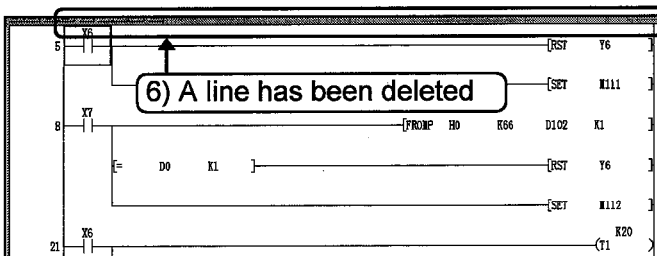 X6
5 [RST Y6 ]
6) A line has been deleted
[SET M111 ]
X7
8 [FROMP H0 K66 D102 K1 ]
[= D0 K1 ] [RST Y6 ]
[SET M112 ]
X6 K20
21 (T1 )